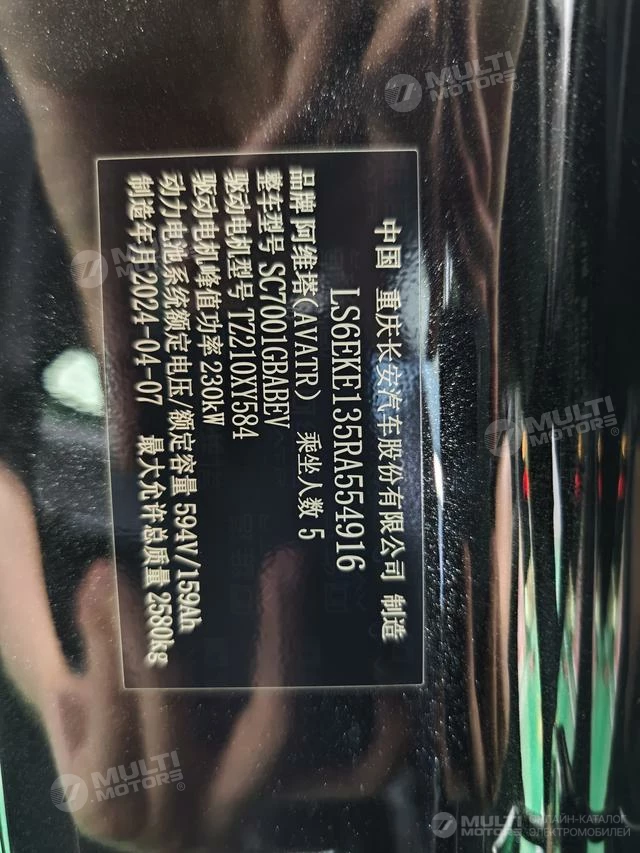 中国 重庆长安汽车股份有限公司 制造
LS6EKE135RA554916
品牌 阿维塔(AVATR) 乘坐人数 5
整车型号 SC7001GBABEV
驱动电机型号 TZ210XY584
驱动电机峰值功率 230kW
动力电池系统额定电压/额定容量 594V/159Ah
制造年月 2024-04-07 最大允许总质量 2580kg
MULTI MOTORS
MULTI MOTORS
MULTI MOTORS
MULTI MOTORS
MULTI MOTORS
ОНЛАЙН-КАТАЛОГ
ЭЛЕКТРОМОБИЛЕЙ